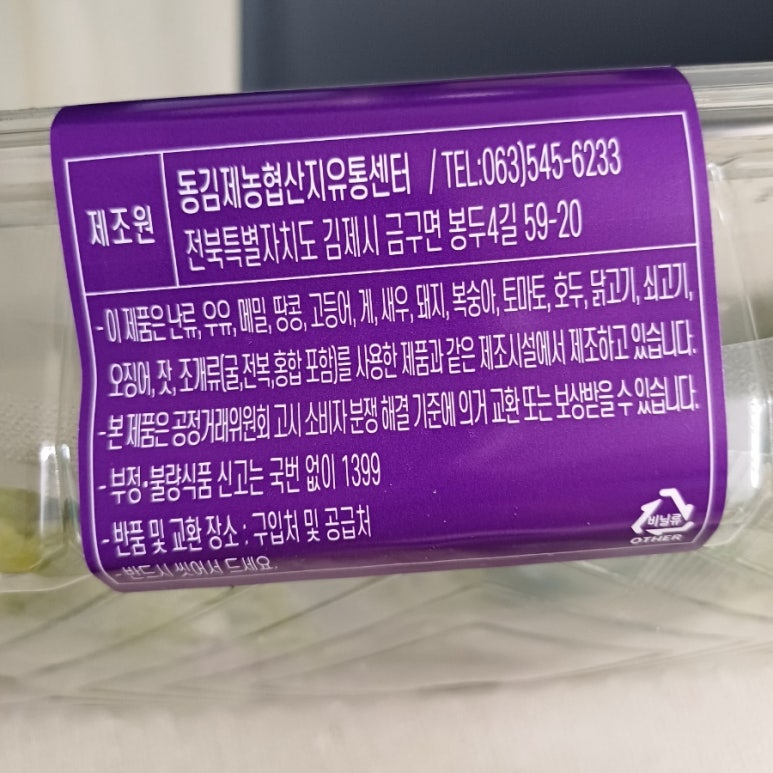 제조원
동김제농협산지유통센터 / TEL:063)545-6233
전북특별자치도 김제시 금구면 봉두4길 59-20
-이 제품은 난류, 우유, 메밀, 땅콩, 고등어, 게, 새우, 돼지, 복숭아, 토마토, 호두, 닭고기, 쇠고기,
오징어, 잣, 조개류(굴,전복,홍합 포함)를 사용한 제품과 같은 제조시설에서 제조하고 있습니다.
-본 제품은 공정거래위원회 고시 소비자 분쟁 해결 기준에 의거 교환 또는 보상받을 수 있습니다.
-부정•불량식품 신고는 국번 없이 1399
-반품 및 교환 장소 : 구입처 및 공급처
-반드시 씻어서 드세요.
비닐류
OTHER